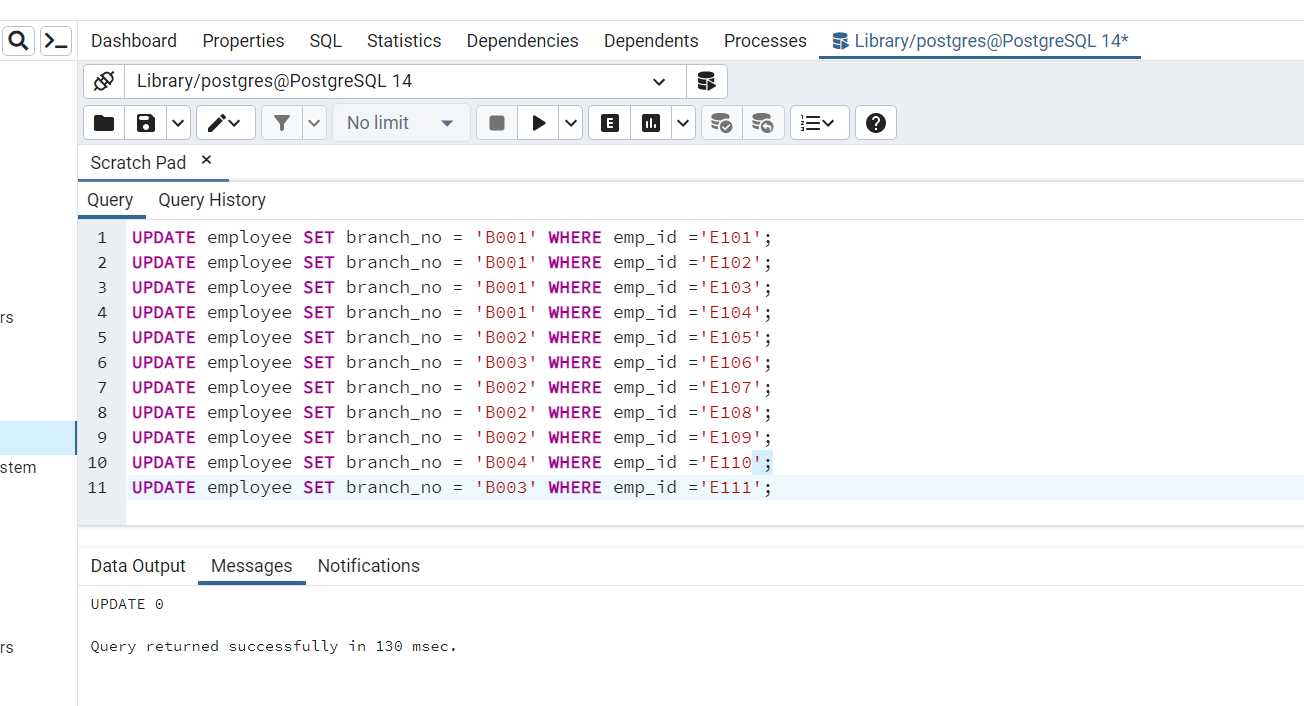 Dashboard Properties SQL Statistics Dependencies Dependents Processes Library/postgres@PostgreSQL 14*
Library/postgres@PostgreSQL 14
No limit E
Scratch Pad
Query Query History
1 UPDATE employee SET branch_no = 'B001' WHERE emp_id ='E101';
2 UPDATE employee SET branch_no = 'B001' WHERE emp_id ='E102';
3 UPDATE employee SET branch_no = 'B001' WHERE emp_id ='E103';
rs
4 UPDATE employee SET branch_no = 'B001' WHERE emp_id ='E104';
5 UPDATE employee SET branch_no = 'B002' WHERE emp_id ='E105';
6 UPDATE employee SET branch_no = 'B003' WHERE emp_id ='E106';
7 UPDATE employee SET branch_no = 'B002' WHERE emp_id ='E107';
8 UPDATE employee SET branch_no = 'B002' WHERE emp_id ='E108';
9 UPDATE employee SET branch_no = 'B002' WHERE emp_id ='E109';
stem
10 UPDATE employee SET branch_no = 'B004' WHERE emp_id ='E110';
11 UPDATE employee SET branch_no = 'B003' WHERE emp_id ='E111';
Data Output Messages Notifications
UPDATE 0
rs
Query returned successfully in 130 msec.